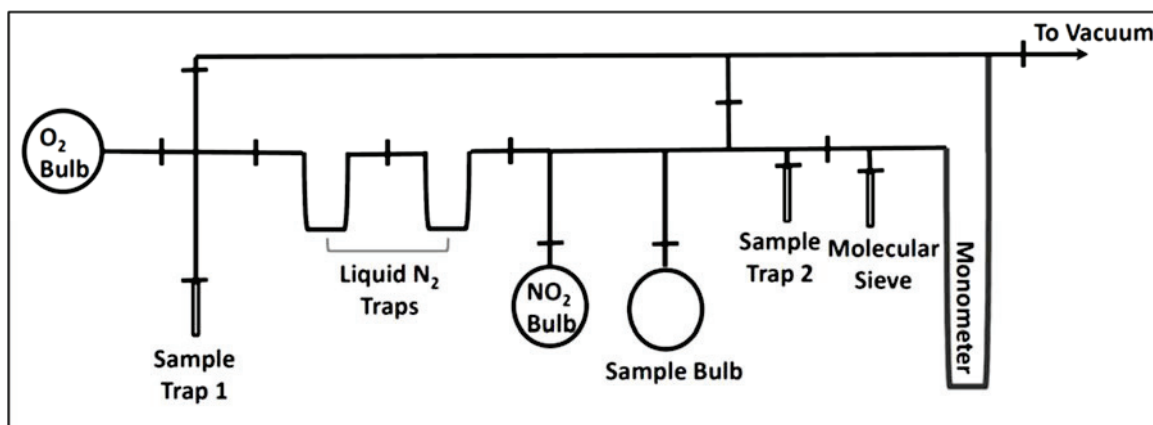 To Vacuum
O₂
Bulb
Liquid N₂
Traps
NO₂
Bulb
Sample
Trap 1
Sample Bulb
Sample
Trap 2
Molecular
Sieve
Monometer